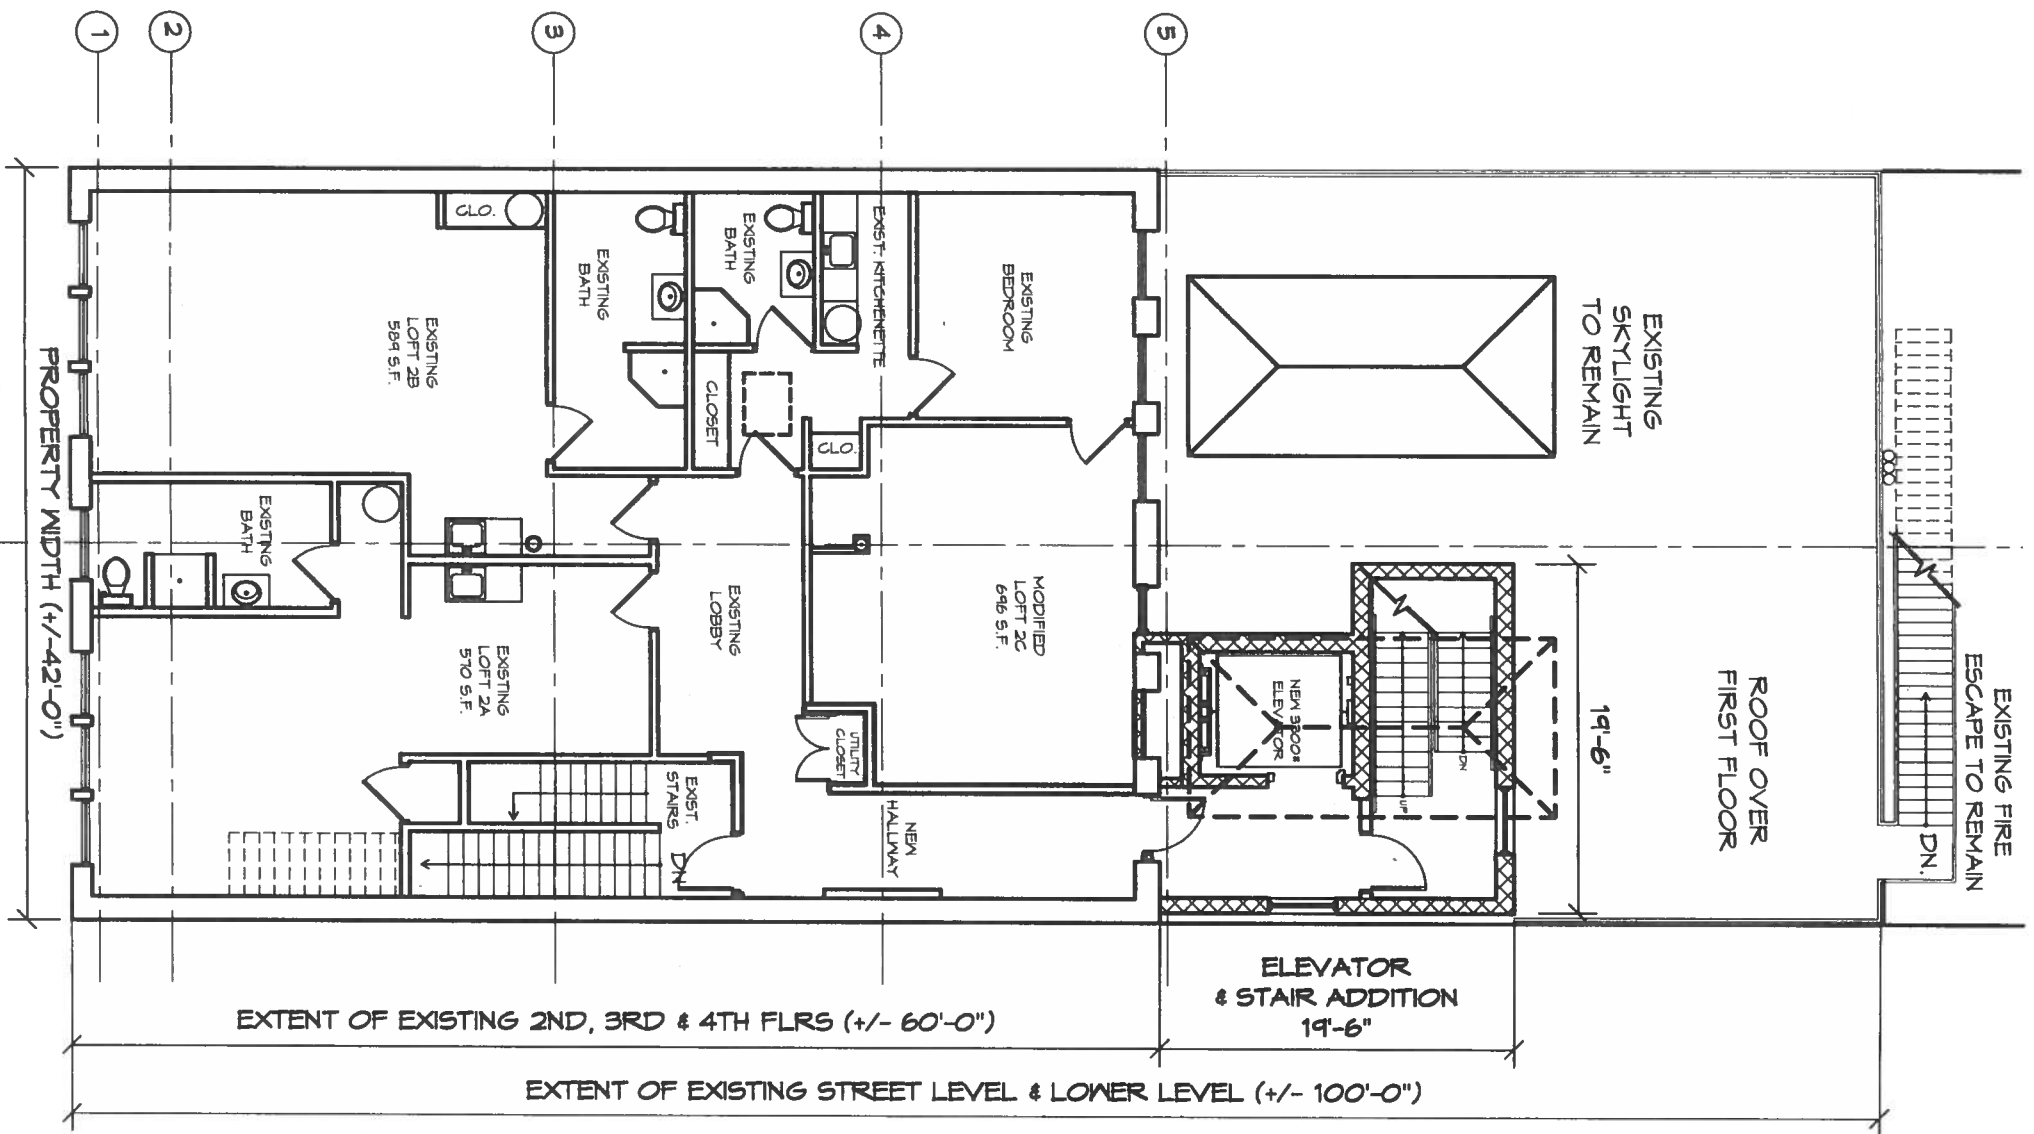 1
2
3
4
5
CLO.
EXISTING
BATH
EXISTING
BATH
EXIST. KITCHENETTE
EXISTING
BEDROOM
EXISTING
SKYLIGHT
TO REMAIN
EXISTING
LOFT 2B
589 S.F.
CLOSET
CLO.
PROPERTY WIDTH (+/-42'-0")
EXISTING
BATH
EXISTING
LOBBY
MODIFIED
LOFT 2C
696 S.F.
EXISTING
LOFT 2A
570 S.F.
UTILITY
CLOSET
NEW 3500#
ELEVATOR
DN
UP
19'-6"
ROOF OVER
FIRST FLOOR
EXISTING FIRE
ESCAPE TO REMAIN
DN.
EXIST.
STAIRS
DN
NEW
HALLWAY
ELEVATOR
& STAIR ADDITION
19'-6"
EXTENT OF EXISTING 2ND, 3RD & 4TH FLRS (+/- 60'-0")
EXTENT OF EXISTING STREET LEVEL & LOWER LEVEL (+/- 100'-0")